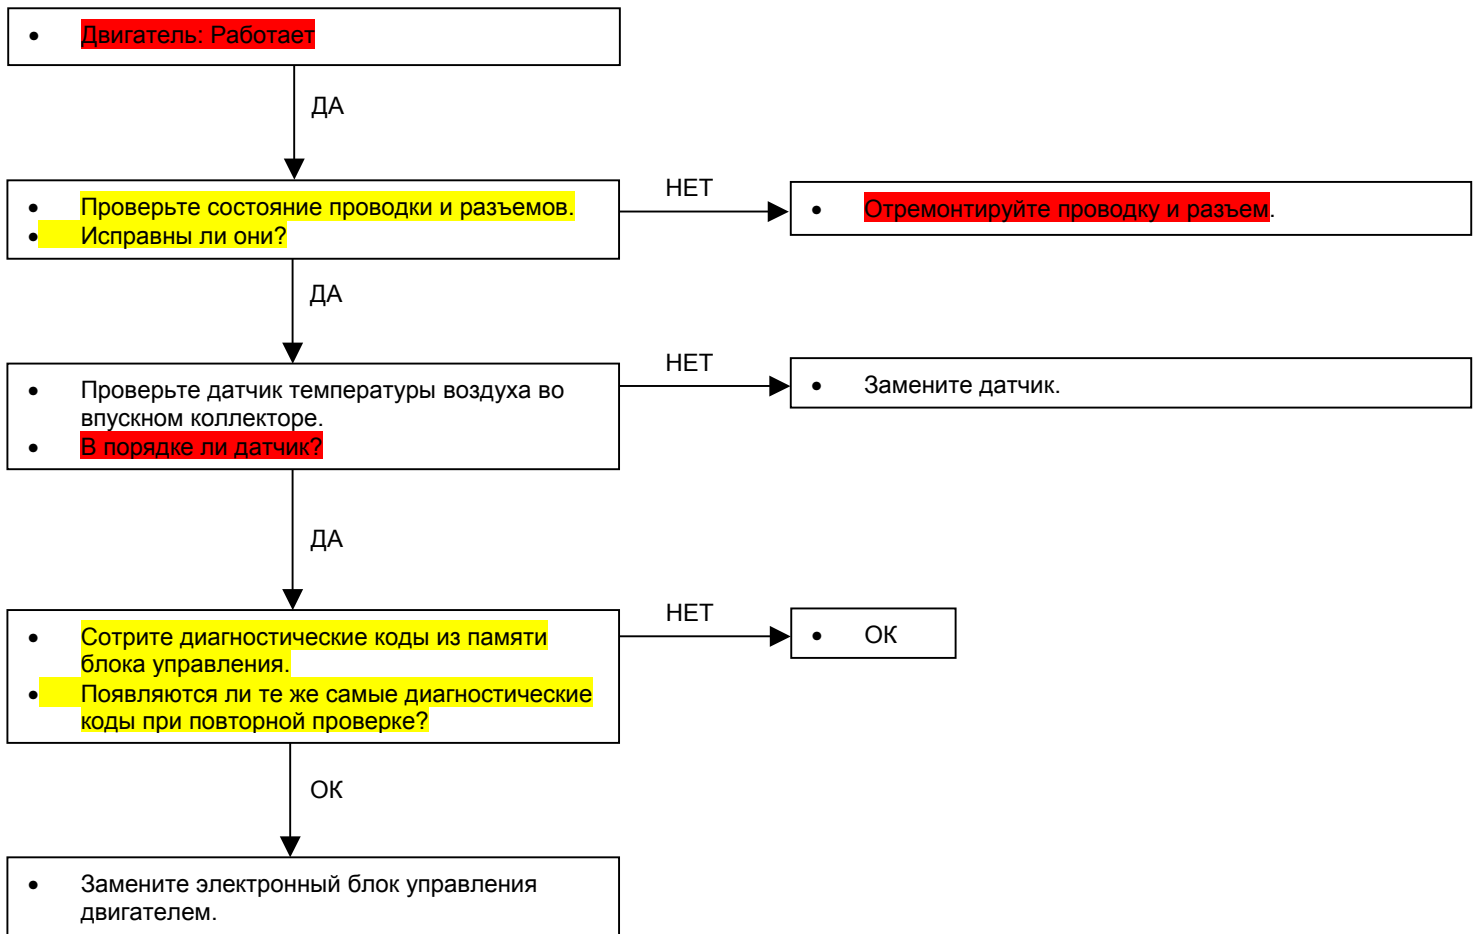 • Двигатель: Работает
ДА
• Проверьте состояние проводки и разъемов.
• Исправны ли они?
НЕТ
• Отремонтируйте проводку и разъем.
ДА
• Проверьте датчик температуры воздуха во
впускном коллекторе.
• В порядке ли датчик?
НЕТ
• Замените датчик.
ДА
• Сотрите диагностические коды из памяти
блока управления.
• Появляются ли те же самые диагностические
коды при повторной проверке?
НЕТ
• ОК
ОК
• Замените электронный блок управления
двигателем.